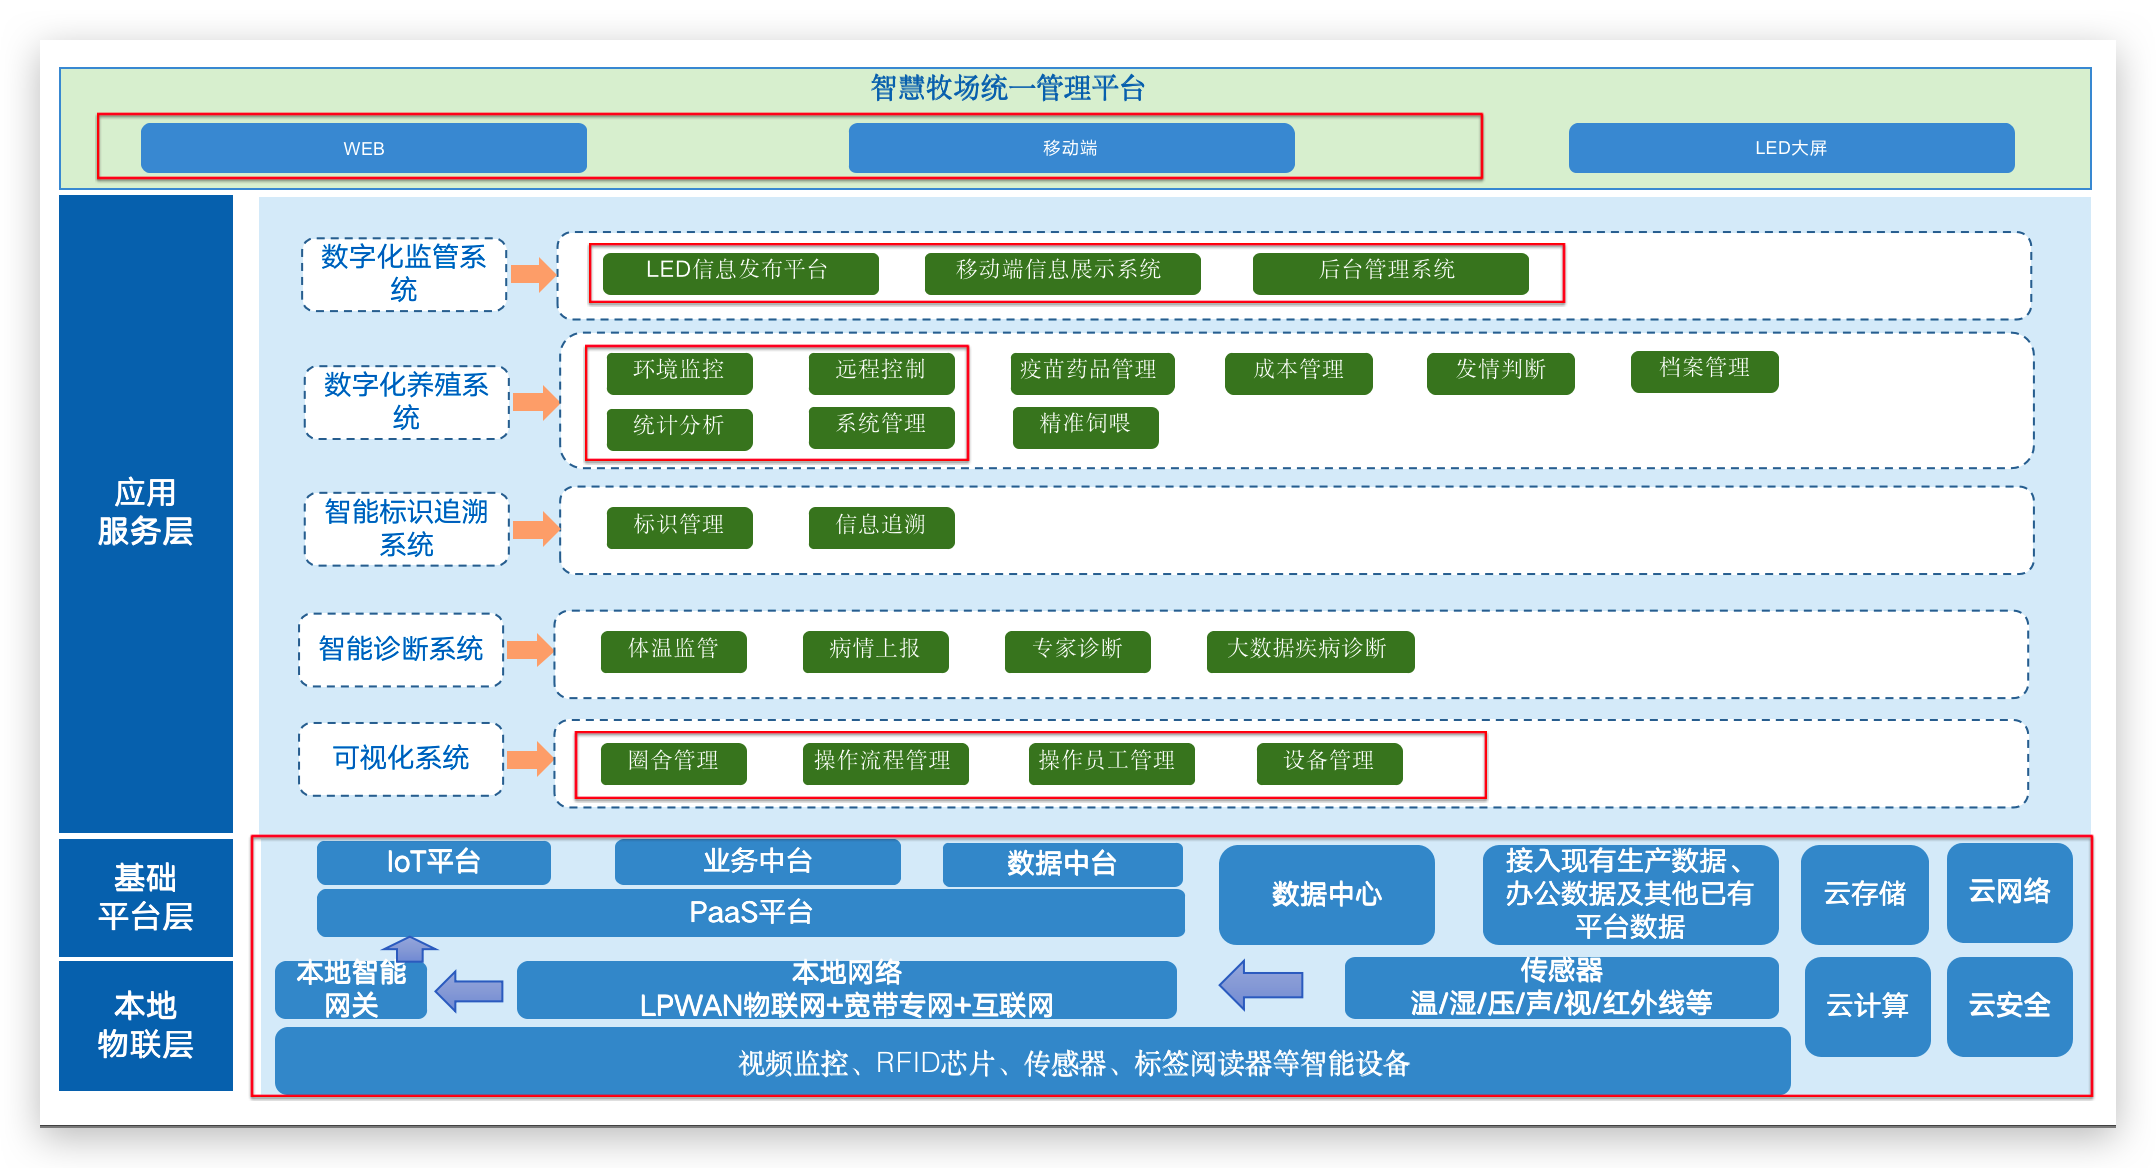 智慧牧场统一管理平台
WEB
移动端
LED大屏
应用
服务层
数字化监管系
统
LED信息发布平台
移动端信息展示系统
后台管理系统
数字化养殖系
统
环境监控
远程控制
疫苗药品管理
成本管理
发情判断
档案管理
统计分析
系统管理
精准饲喂
智能标识追溯
系统
标识管理
信息追溯
智能诊断系统
体温监管
病情上报
专家诊断
大数据疾病诊断
可视化系统
圈舍管理
操作流程管理
操作员工管理
设备管理
基础
平台层
IoT平台
业务中台
数据中台
PaaS平台
数据中心
接入现有生产数据、
办公数据及其他已有
平台数据
云存储
云网络
本地
物联层
本地智能
网关
本地网络
LPWAN物联网+宽带专网+互联网
传感器
温/湿/压/声/视/红外线等
云计算
云安全
视频监控、RFID芯片、传感器、标签阅读器等智能设备